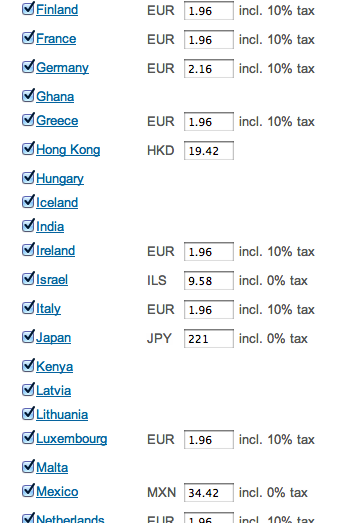 Finland EUR 1.96 incl. 10% tax
France EUR 1.96 incl. 10% tax
Germany EUR 2.16 incl. 10% tax
Ghana
Greece EUR 1.96 incl. 10% tax
Hong Kong HKD 19.42
Hungary
Iceland
India
Ireland EUR 1.96 incl. 10% tax
Israel ILS 9.58 incl. 0% tax
Italy EUR 1.96 incl. 10% tax
Japan JPY 221 incl. 0% tax
Kenya
Latvia
Lithuania
Luxembourg EUR 1.96 incl. 10% tax
Malta
Mexico MXN 34.42 incl. 0% tax
Netherlands EUR 1.96 incl. 10% tax